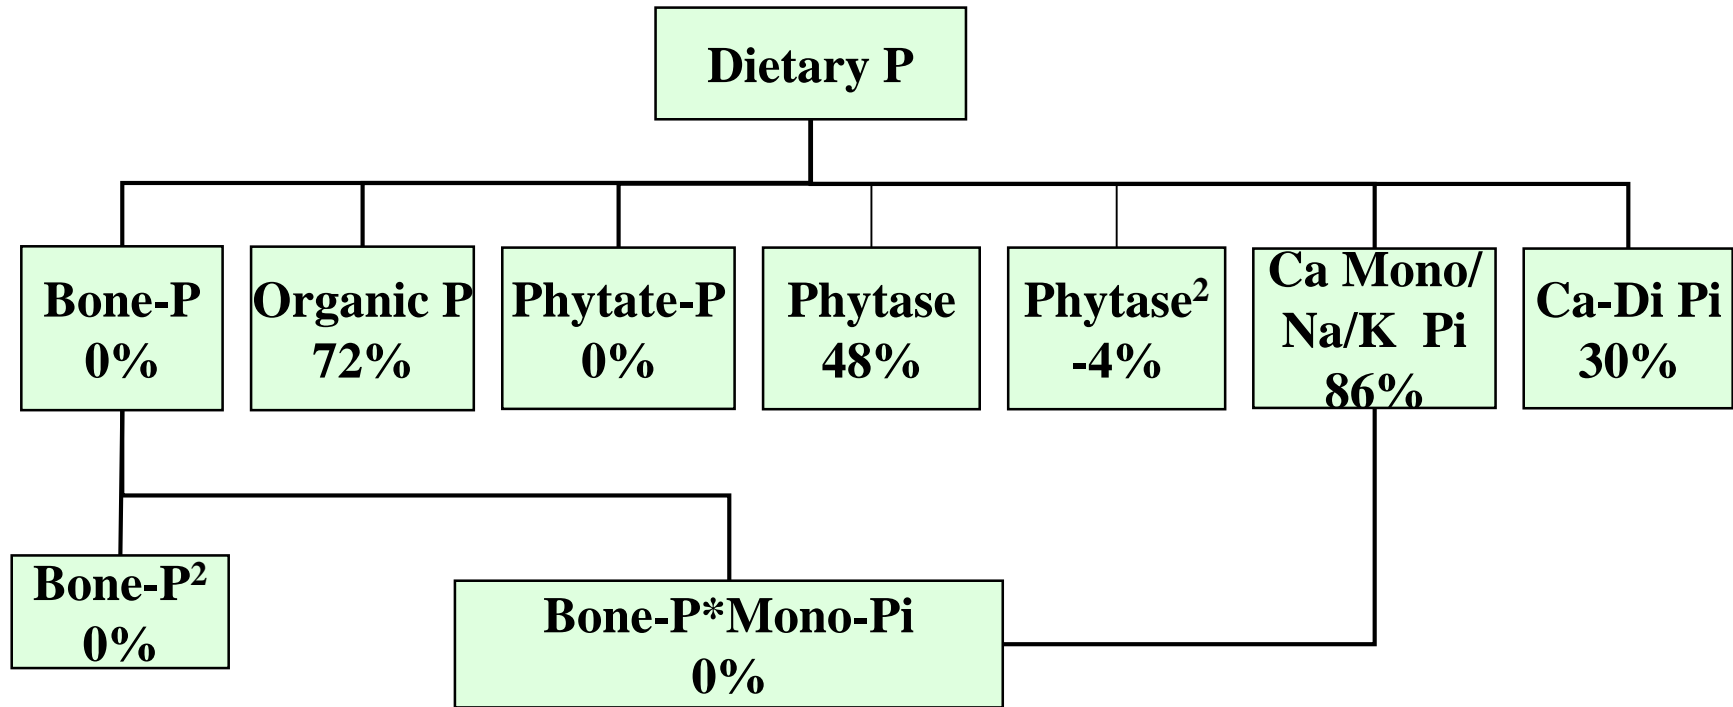 Dietary P
Bone-P
0%
Organic P
72%
Phytate-P
0%
Phytase
48%
Phytase²
-4%
Ca Mono/
Na/K Pi
86%
Ca-Di Pi
30%
Bone-P²
0%
Bone-P*Mono-Pi
0%